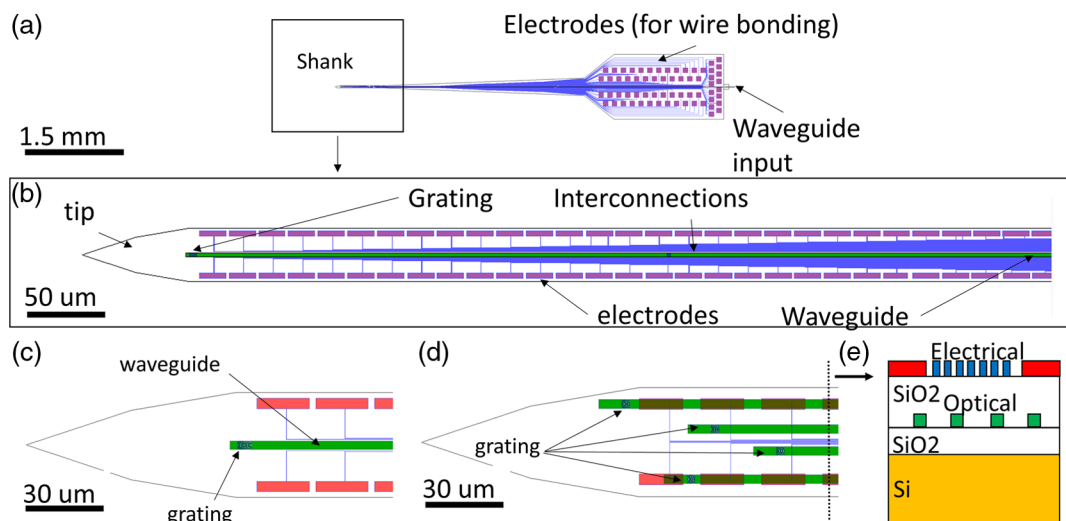 (a)
Electrodes (for wire bonding)
Shank
1.5 mm
Waveguide
input
(b)
tip
Grating
Interconnections
50 um
electrodes
Waveguide
(c)
waveguide
30 um
grating
(d)
grating
30 um
(e)
Electrical
SiO2
Optical
SiO2
Si